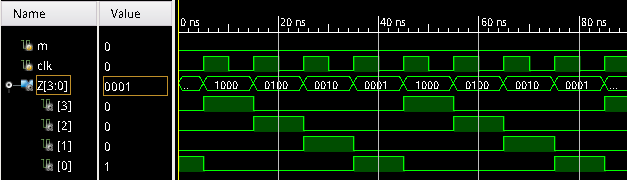 Name Value 0 ns 20 ns 40 ns 60 ns 80 ns
m 0
clk 0
Z[3:0] 0001 ... 1000 0100 0010 0001 1000 0100 0010 0001 ...
[3] 0
[2] 0
[1] 0
[0] 1